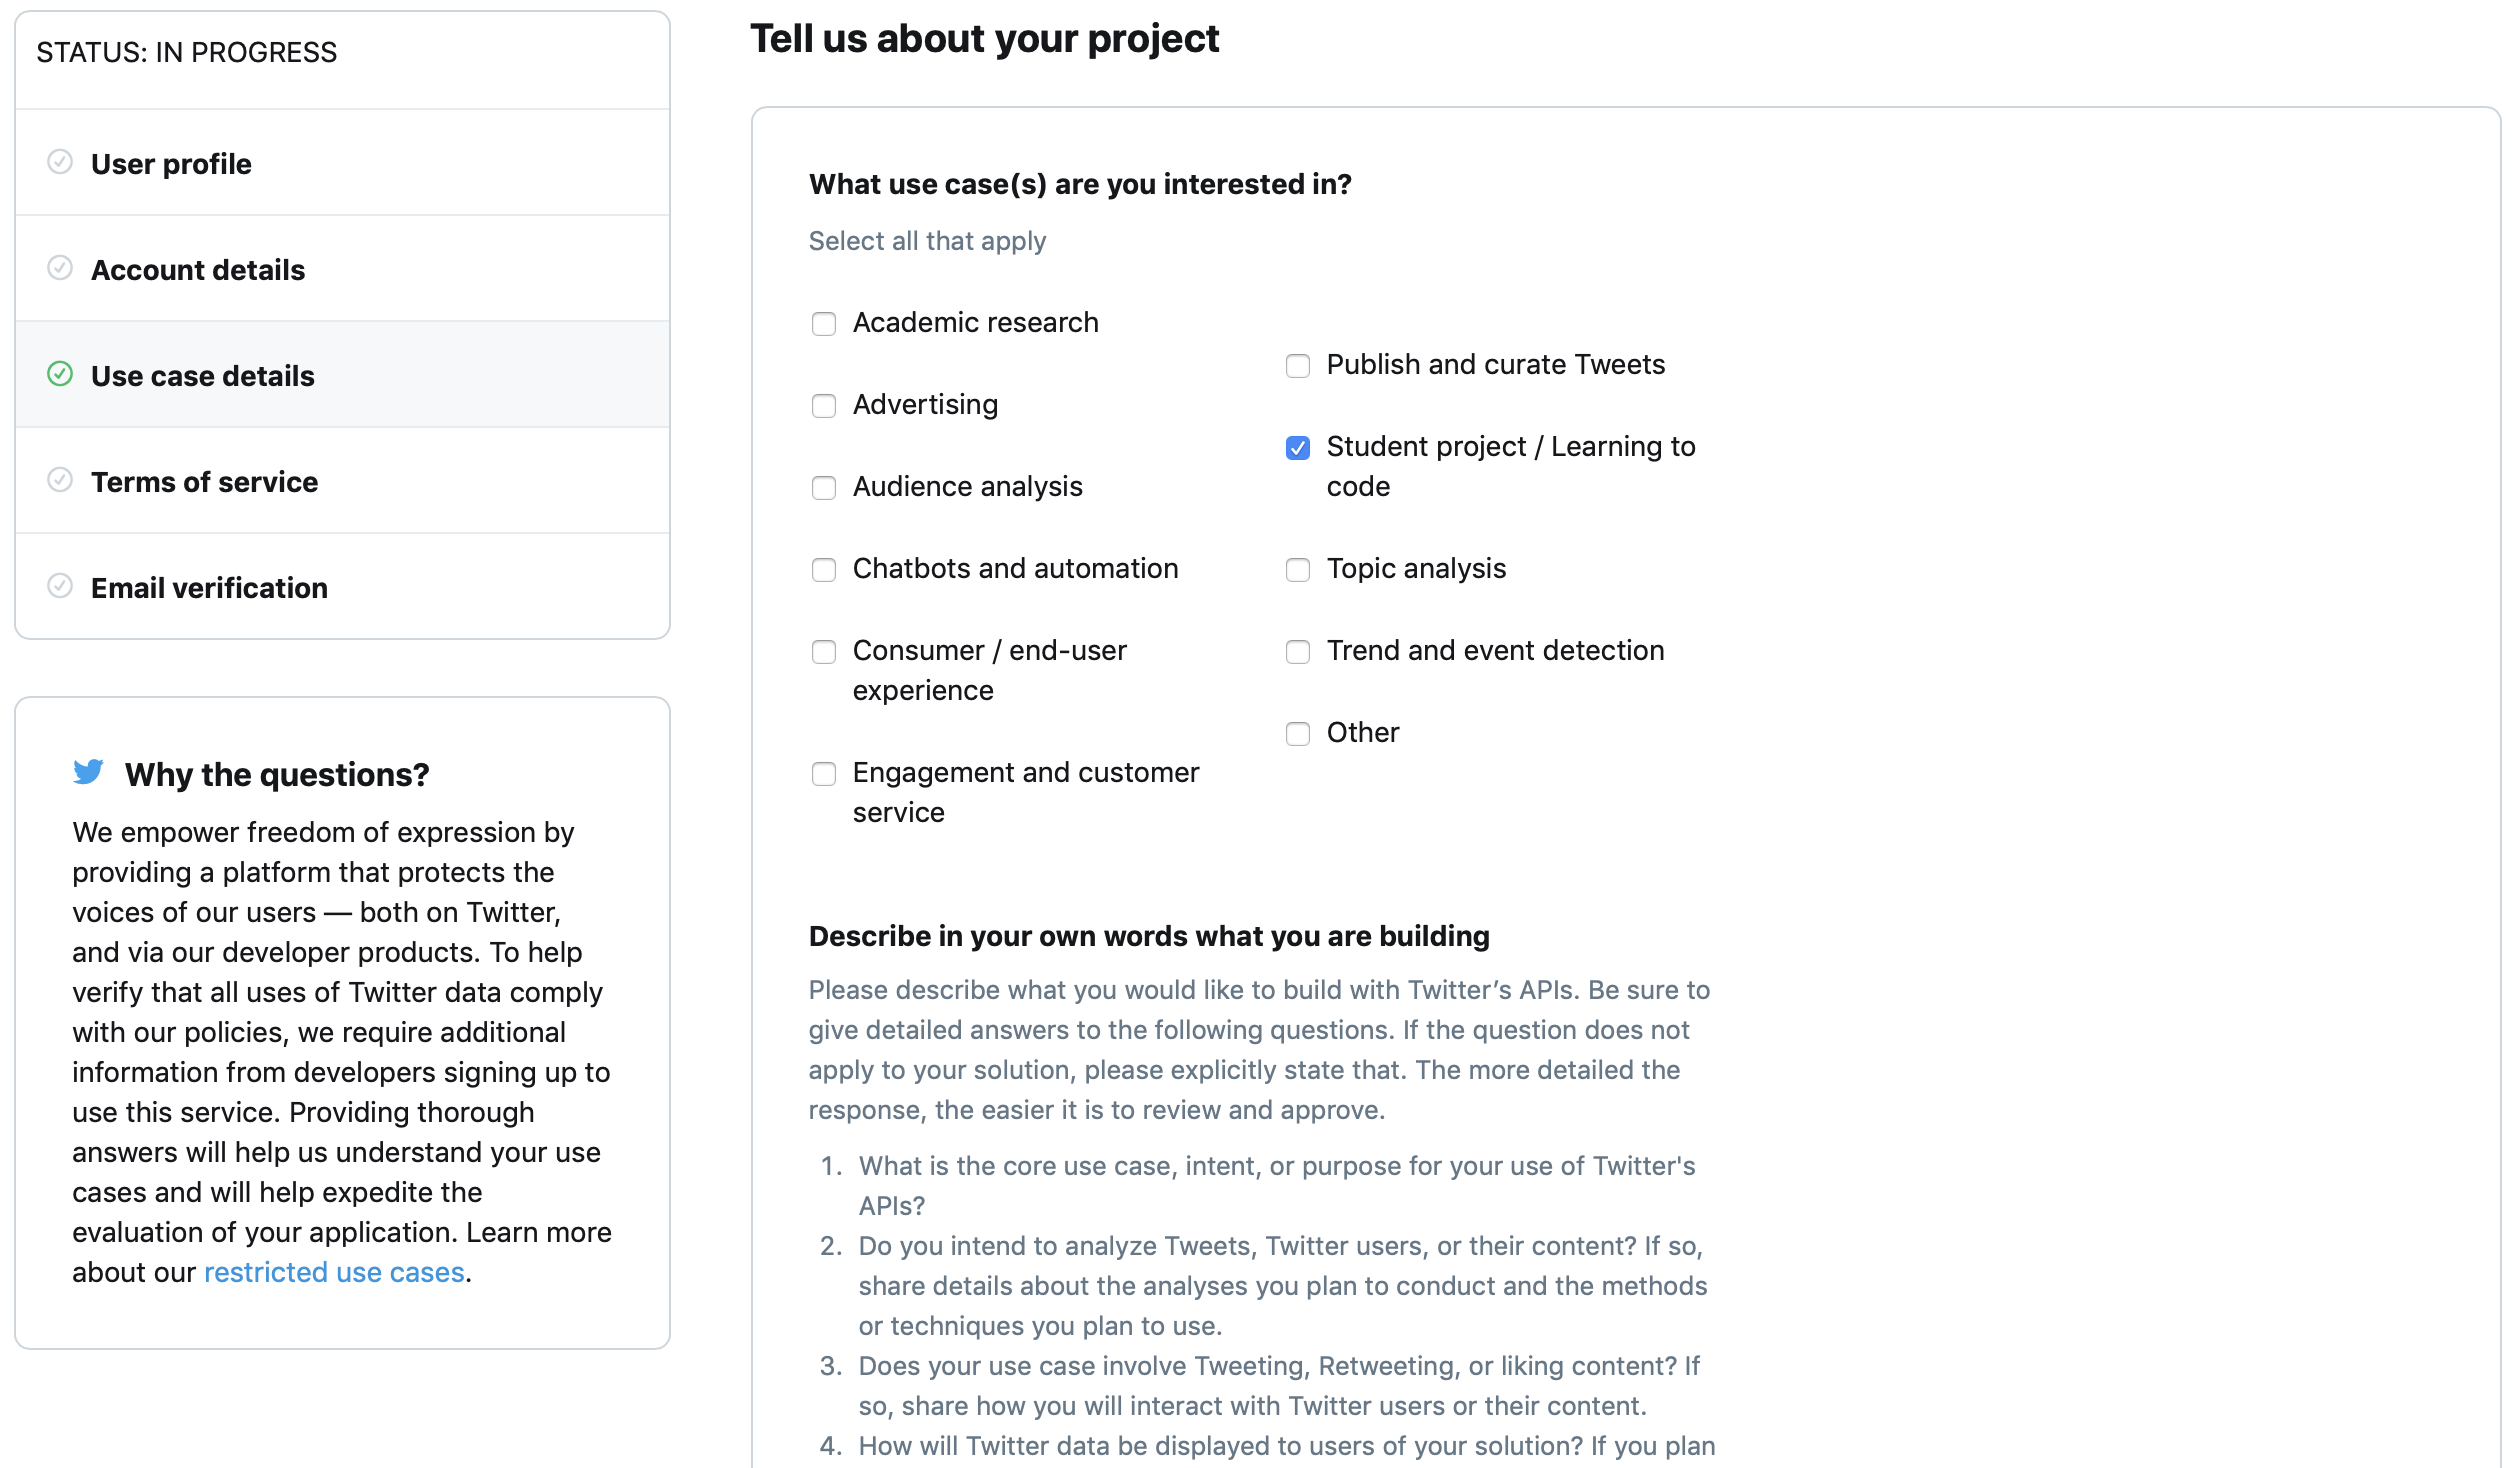 STATUS: IN PROGRESS
User profile
Account details
Use case details
Terms of service
Email verification
Why the questions?
We empower freedom of expression by
providing a platform that protects the
voices of our users — both on Twitter,
and via our developer products. To help
verify that all uses of Twitter data comply
with our policies, we require additional
information from developers signing up to
use this service. Providing thorough
answers will help us understand your use
cases and will help expedite the
evaluation of your application. Learn more
about our restricted use cases.
Tell us about your project
What use case(s) are you interested in?
Select all that apply
Academic research
Advertising
Audience analysis
Chatbots and automation
Consumer / end-user
experience
Engagement and customer
service
Publish and curate Tweets
Student project / Learning to
code
Topic analysis
Trend and event detection
Other
Describe in your own words what you are building
Please describe what you would like to build with Twitter’s APIs. Be sure to
give detailed answers to the following questions. If the question does not
apply to your solution, please explicitly state that. The more detailed the
response, the easier it is to review and approve.
1. What is the core use case, intent, or purpose for your use of Twitter's
APIs?
2. Do you intend to analyze Tweets, Twitter users, or their content? If so,
share details about the analyses you plan to conduct and the methods
or techniques you plan to use.
3. Does your use case involve Tweeting, Retweeting, or liking content? If
so, share how you will interact with Twitter users or their content.
4. How will Twitter data be displayed to users of your solution? If you plan